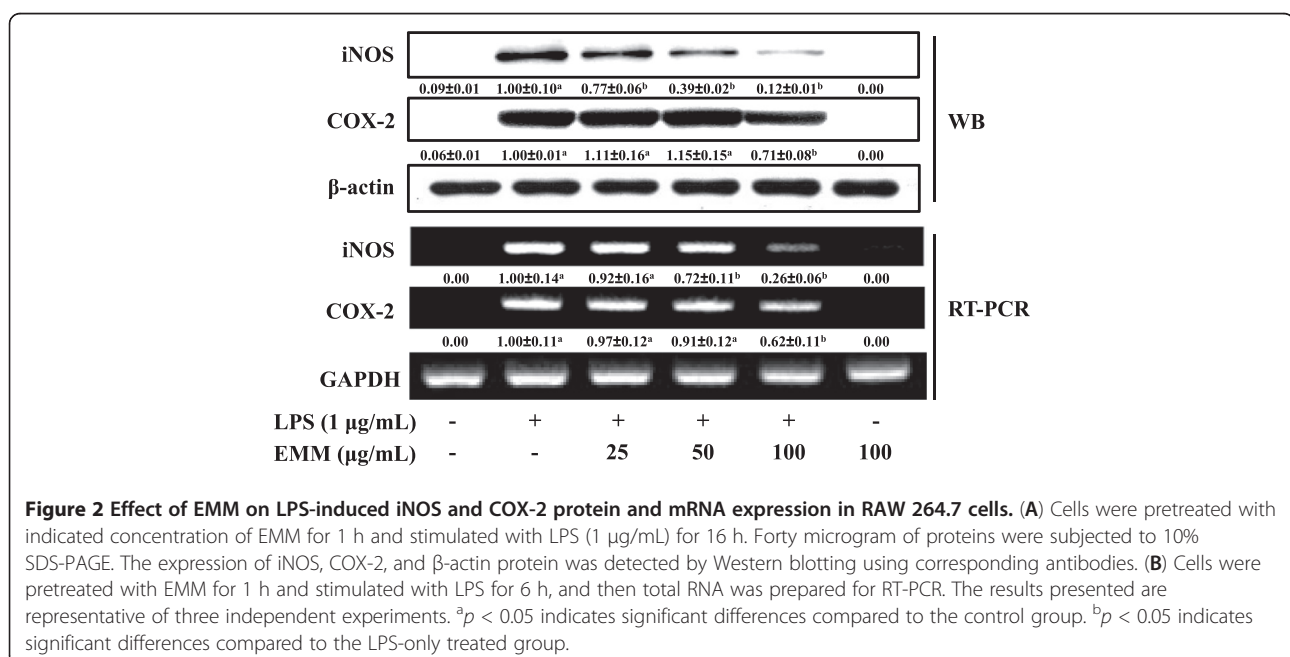 iNOS
0.09±0.01 1.00±0.10ᵃ 0.77±0.06ᵇ 0.39±0.02ᵇ 0.12±0.01ᵇ 0.00
COX-2
WB
0.06±0.01 1.00±0.01ᵃ 1.11±0.16ᵃ 1.15±0.15ᵃ 0.71±0.08ᵇ 0.00
β-actin
iNOS
0.00 1.00±0.14ᵃ 0.92±0.16ᵃ 0.72±0.11ᵇ 0.26±0.06ᵇ 0.00
COX-2
RT-PCR
0.00 1.00±0.11ᵃ 0.97±0.12ᵃ 0.91±0.12ᵃ 0.62±0.11ᵇ 0.00
GAPDH
LPS (1 μg/mL) - + + + + -
EMM (μg/mL) - - 25 50 100 100
Figure 2 Effect of EMM on LPS-induced iNOS and COX-2 protein and mRNA expression in RAW 264.7 cells. (A) Cells were pretreated with
indicated concentration of EMM for 1 h and stimulated with LPS (1 μg/mL) for 16 h. Forty microgram of proteins were subjected to 10%
SDS-PAGE. The expression of iNOS, COX-2, and β-actin protein was detected by Western blotting using corresponding antibodies. (B) Cells were
pretreated with EMM for 1 h and stimulated with LPS for 6 h, and then total RNA was prepared for RT-PCR. The results presented are
representative of three independent experiments. ᵃp < 0.05 indicates significant differences compared to the control group. ᵇp < 0.05 indicates
significant differences compared to the LPS-only treated group.